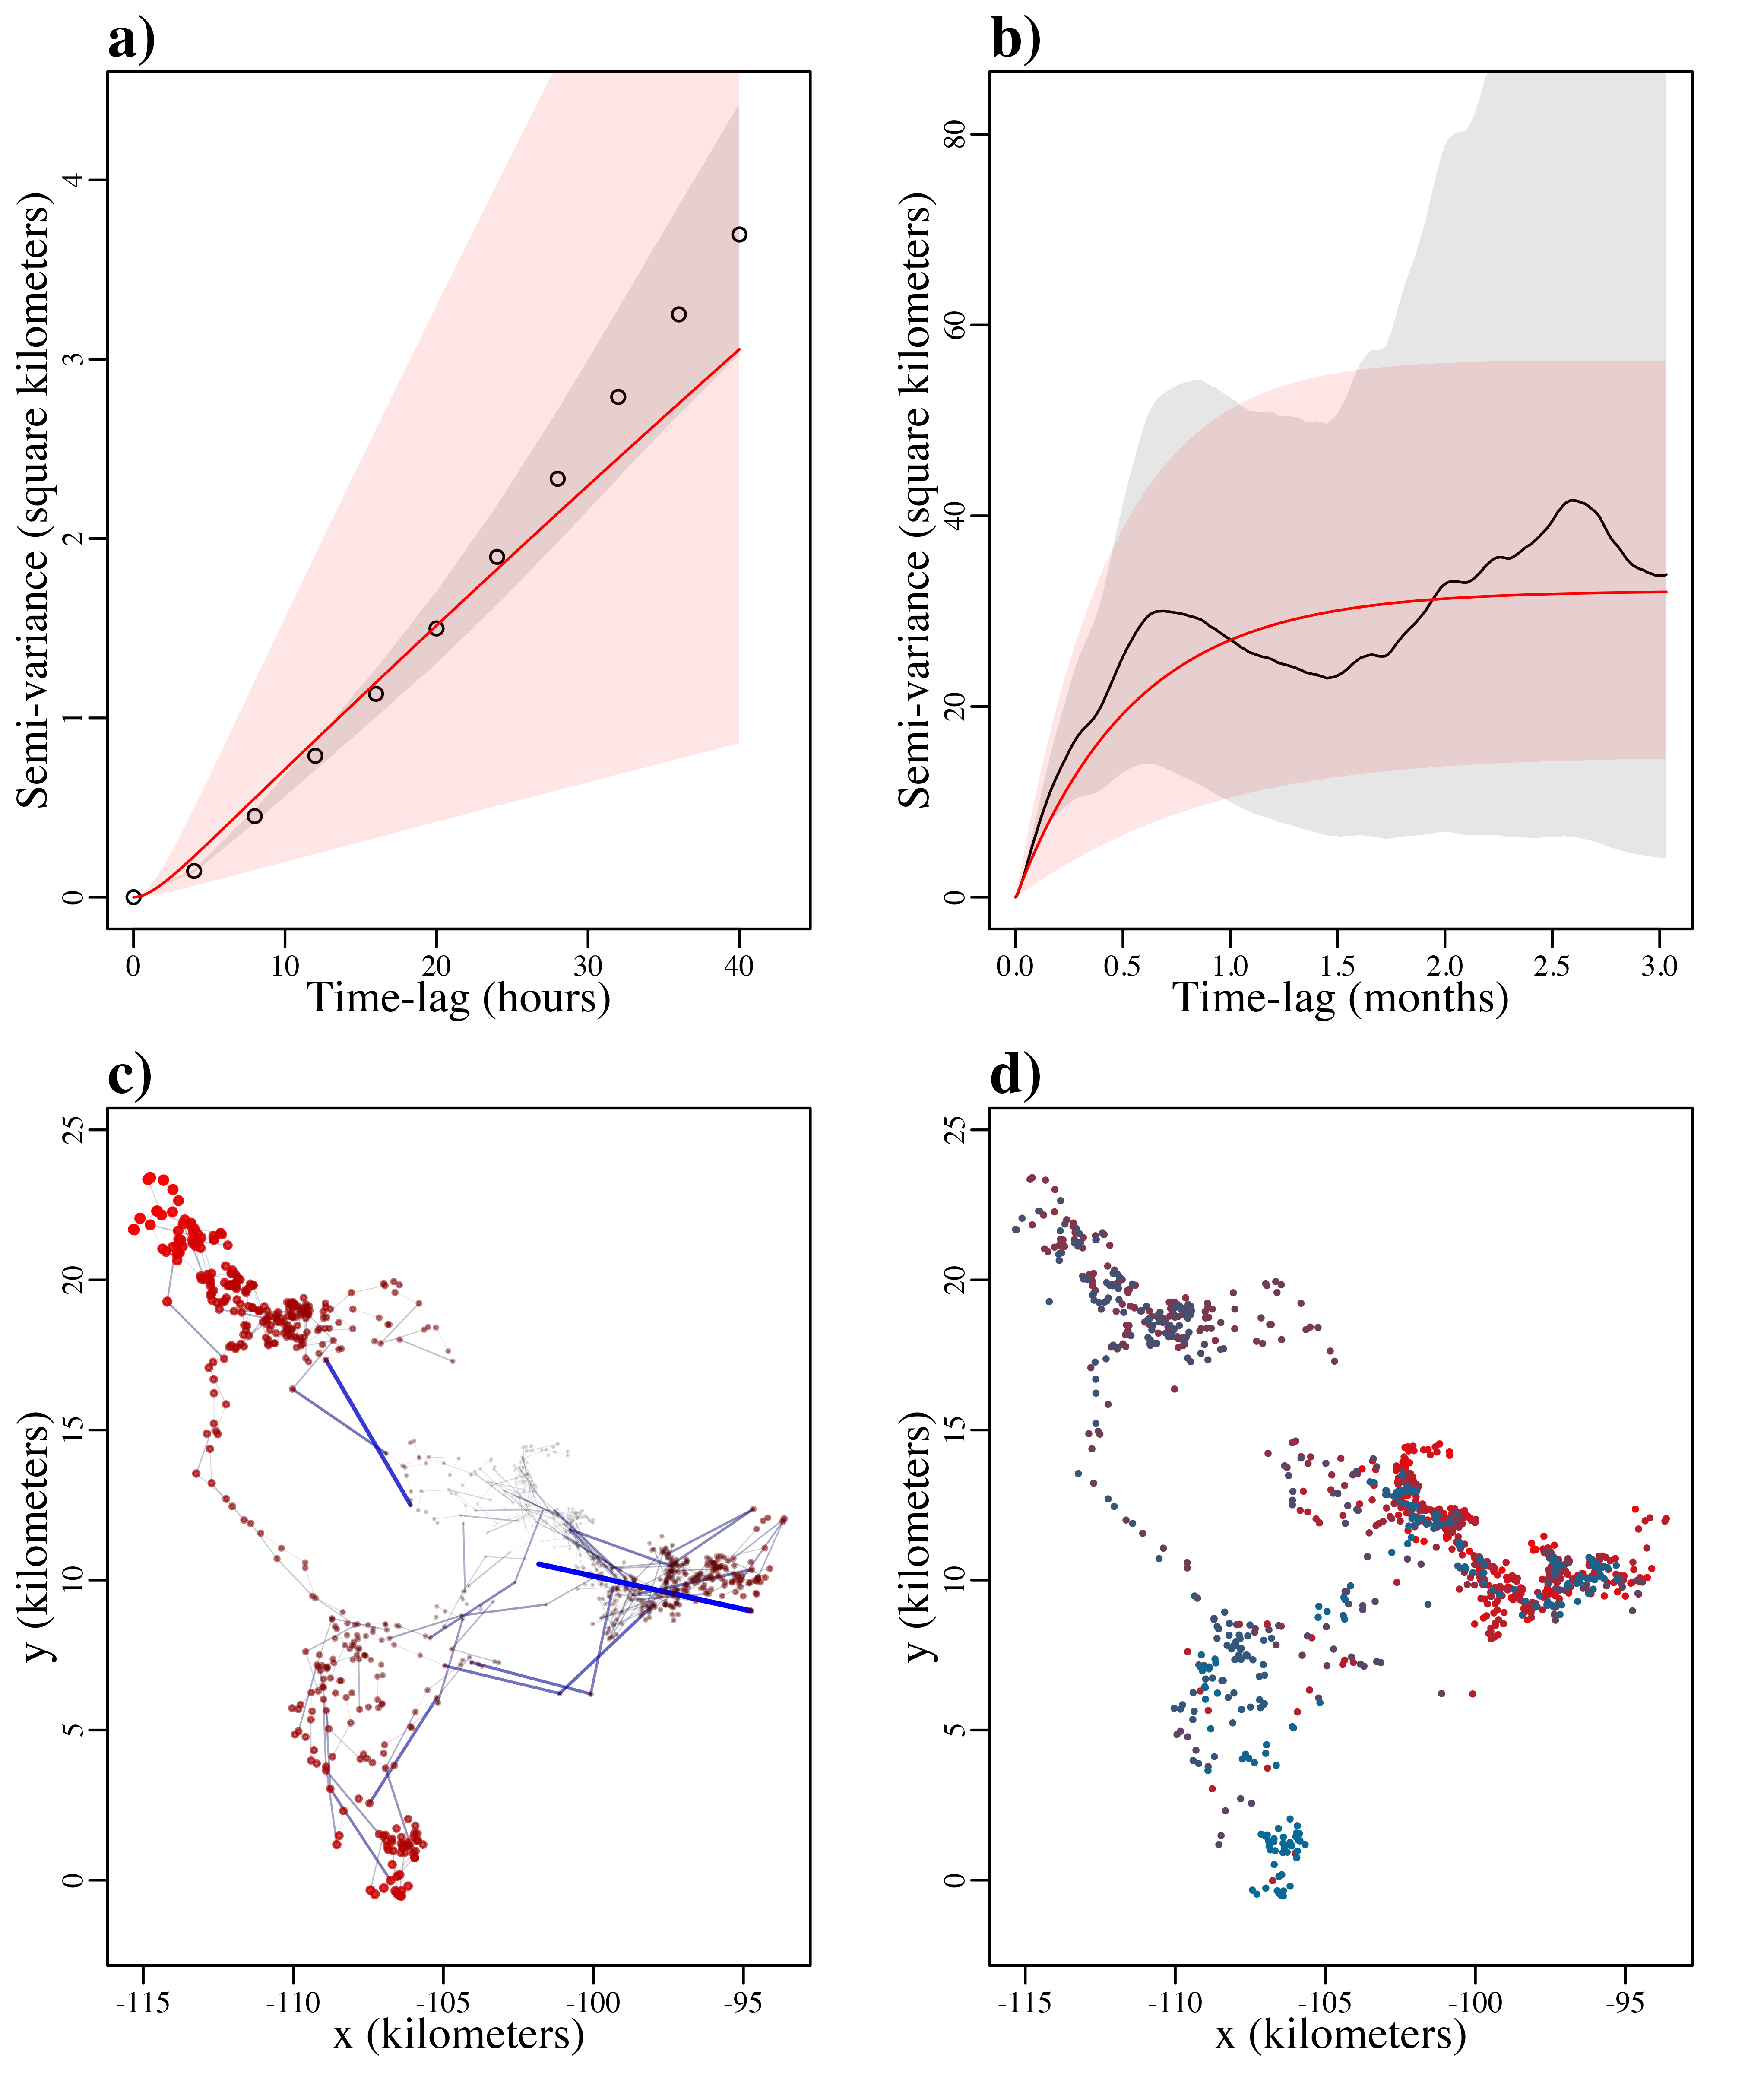 a)
Semi-variance (square kilometers)
4
3
2
1
0
0 10 20 30 40
Time-lag (hours)
b)
Semi-variance (square kilometers)
80
60
40
20
0
0.0 0.5 1.0 1.5 2.0 2.5 3.0
Time-lag (months)
c)
y (kilometers)
25
20
15
10
5
0
-115 -110 -105 -100 -95
x (kilometers)
d)
y (kilometers)
25
20
15
10
5
0
-115 -110 -105 -100 -95
x (kilometers)